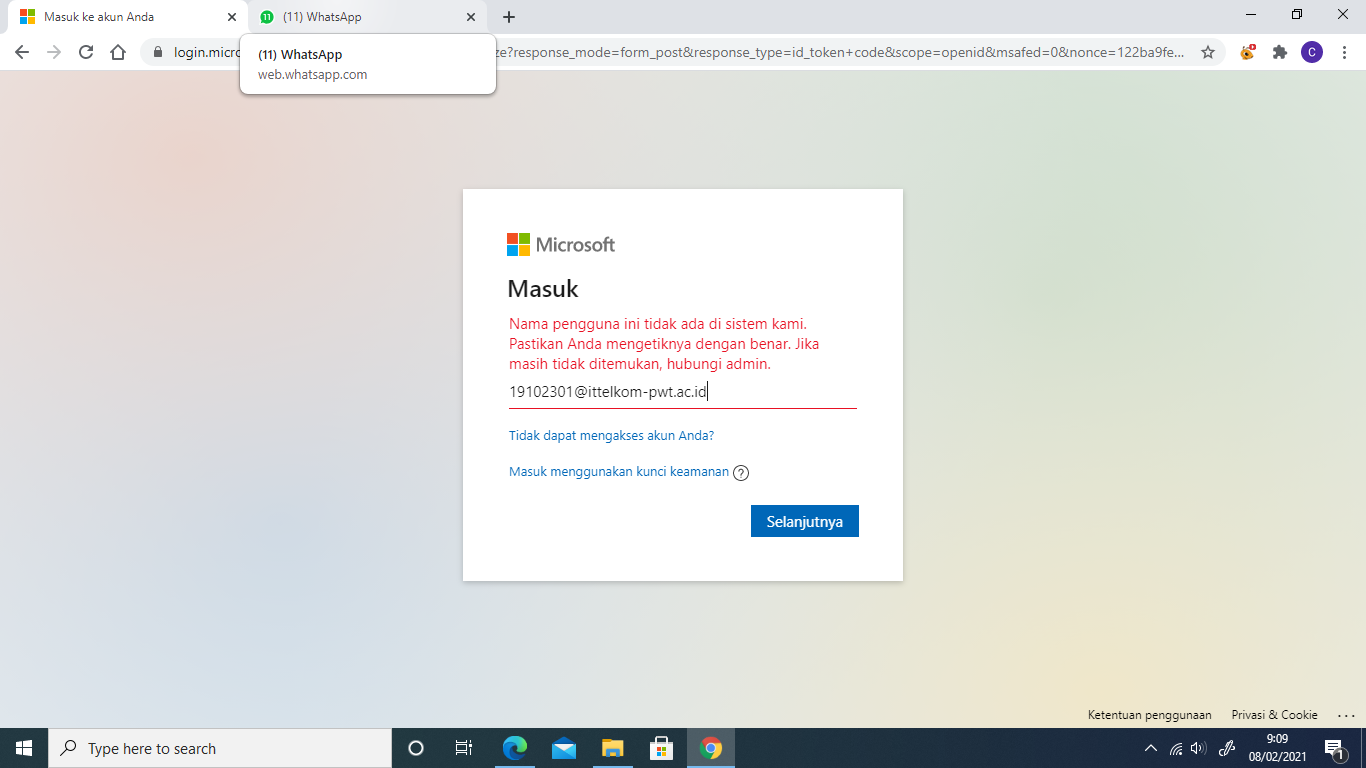 Masuk ke akun Anda
(11) WhatsApp
login.micro
ze?response_mode=form_post&response_type=id_token+code&scope=openid&msafed=0&nonce=122ba9fe...
C
(11) WhatsApp
web.whatsapp.com
Microsoft
Masuk
Nama pengguna ini tidak ada di sistem kami.
Pastikan Anda mengetiknya dengan benar. Jika
masih tidak ditemukan, hubungi admin.
19102301@ittelkom-pwt.ac.id
Tidak dapat mengakses akun Anda?
Masuk menggunakan kunci keamanan ?
Selanjutnya
Ketentuan penggunaan Privasi & Cookie ...
Type here to search
9:09
08/02/2021
1